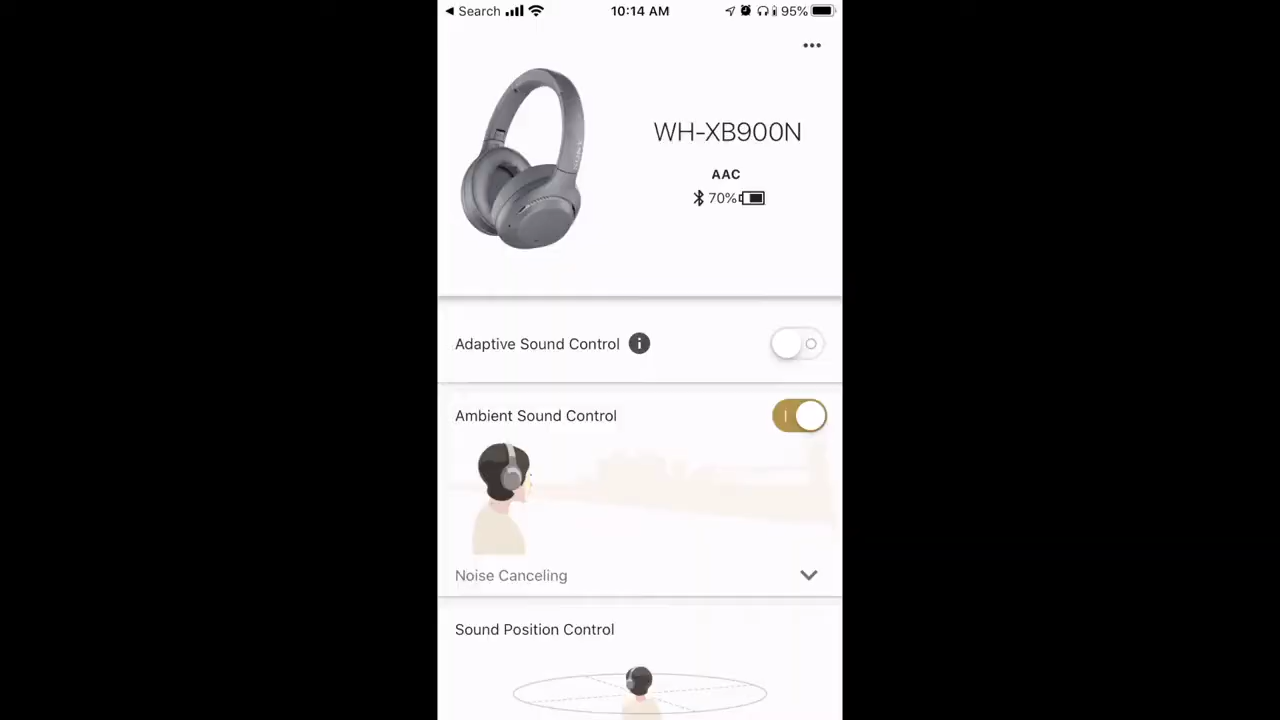 Search
10:14 AM
95%
WH-XB900N
AAC
70%
Adaptive Sound Control
Ambient Sound Control
Noise Canceling
Sound Position Control